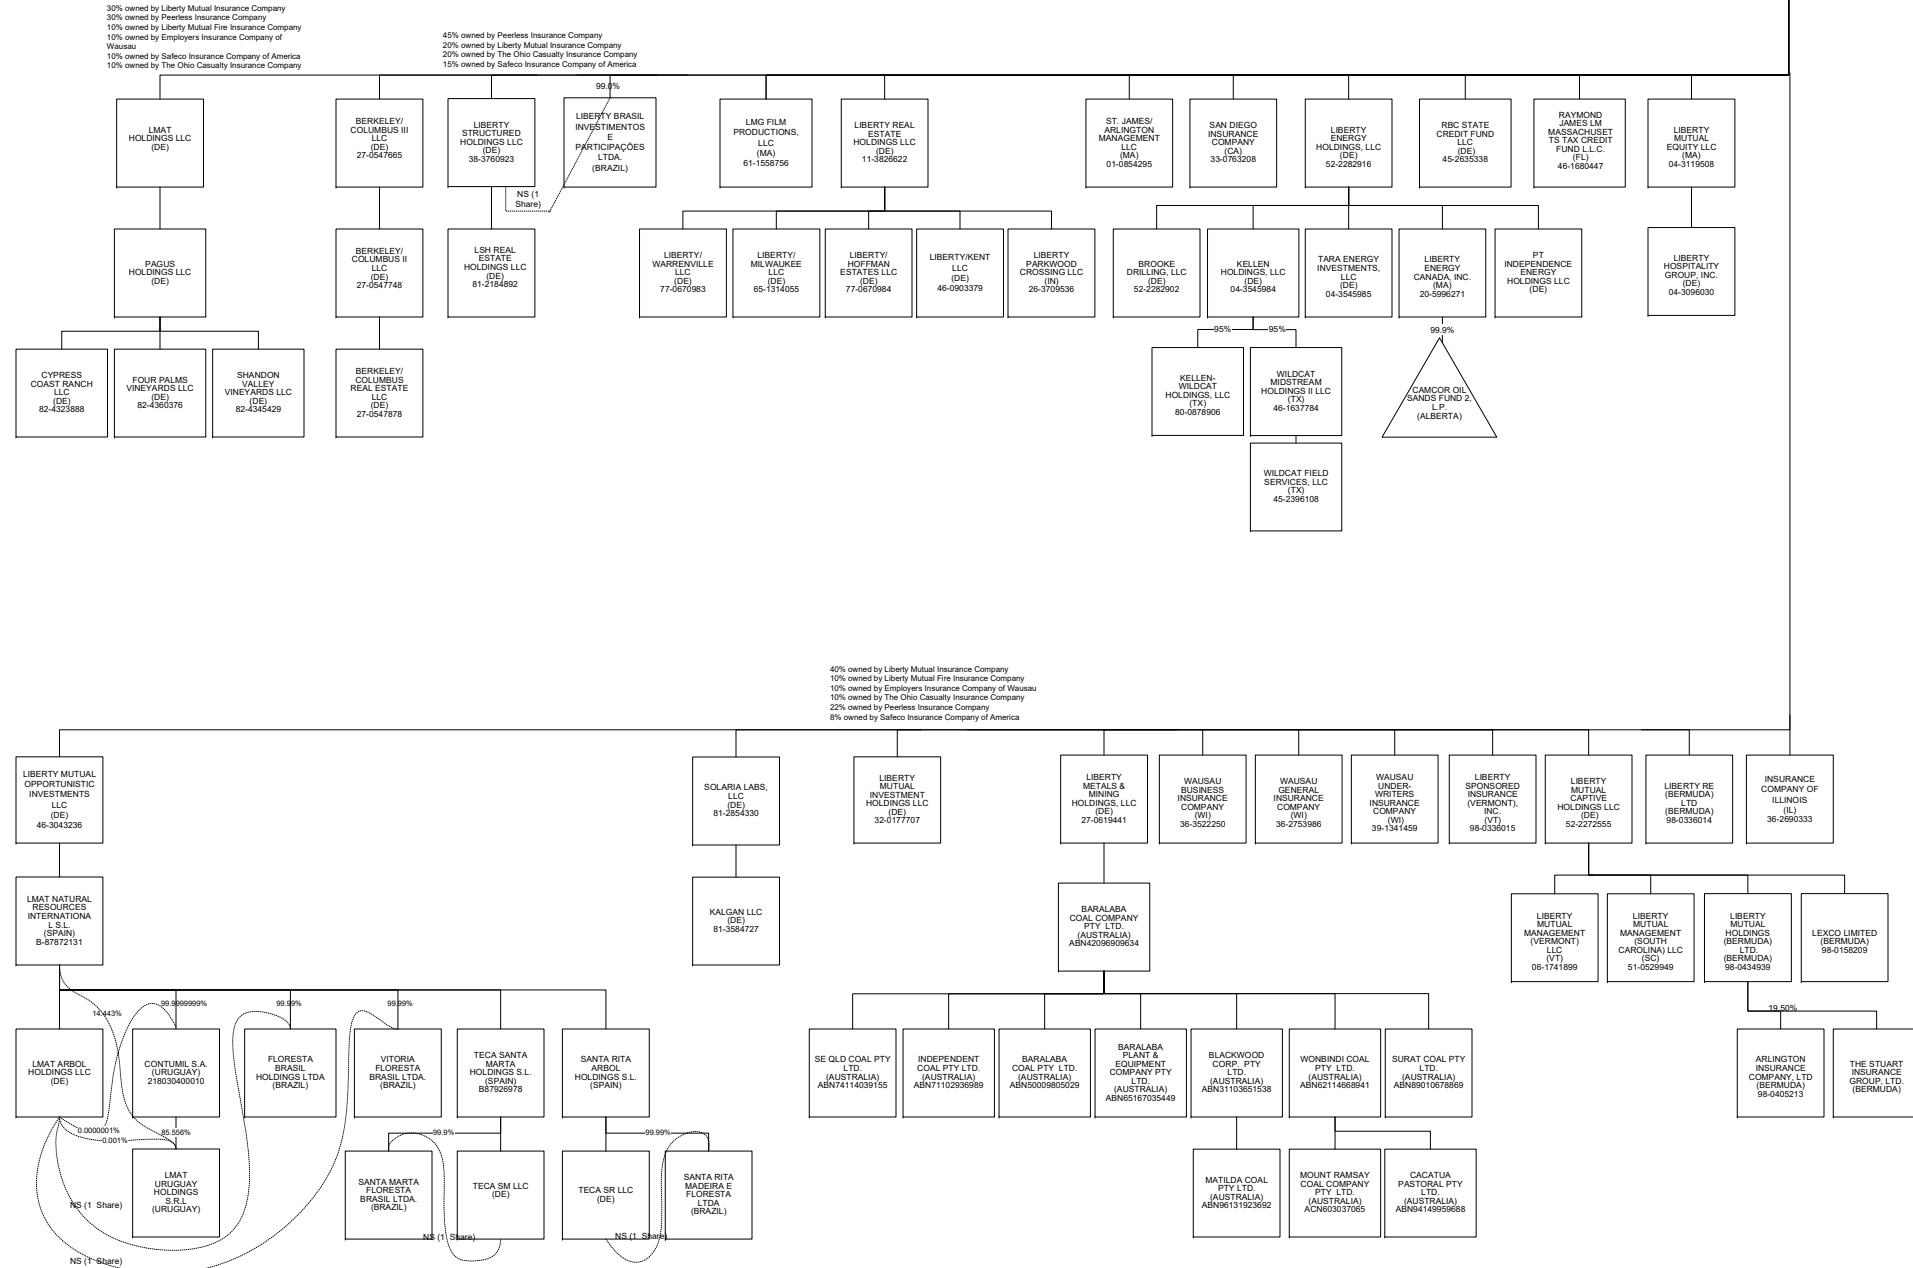 30% owned by Liberty Mutual Insurance Company
30% owned by Peerless Insurance Company
10% owned by Liberty Mutual Fire Insurance Company
10% owned by Employers Insurance Company of
Wausau
10% owned by Safeco Insurance Company of America
10% owned by The Ohio Casualty Insurance Company
45% owned by Peerless Insurance Company
20% owned by Liberty Mutual Insurance Company
20% owned by The Ohio Casualty Insurance Company
15% owned by Safeco Insurance Company of America
LMAT
HOLDINGS LLC
(DE)
BERKELEY/
COLUMBUS III
LLC
(DE)
27-0547665
LIBERTY
STRUCTURED
HOLDINGS LLC
(DE)
38-3760923
99.0%
LIBERTY BRASIL
INVESTIMENTOS
E
PARTICIPAÇÕES
LTDA.
(BRAZIL)
NS (1
Share)
LMG FILM
PRODUCTIONS,
LLC
(MA)
61-1558756
LIBERTY REAL
ESTATE
HOLDINGS LLC
(DE)
11-3826622
ST. JAMES/
ARLINGTON
MANAGEMENT
LLC
(MA)
01-0854295
SAN DIEGO
INSURANCE
COMPANY
(CA)
33-0763208
LIBERTY
ENERGY
HOLDINGS, LLC
(DE)
52-2282916
RBC STATE
CREDIT FUND
LLC
(DE)
45-2635338
RAYMOND
JAMES LM
MASSACHUSET
TS TAX CREDIT
FUND L.L.C.
(FL)
46-1680447
LIBERTY
MUTUAL
EQUITY LLC
(MA)
04-3119508
PAGUS
HOLDINGS LLC
(DE)
BERKELEY/
COLUMBUS II
LLC
(DE)
27-0547748
LSH REAL
ESTATE
HOLDINGS LLC
(DE)
81-2184892
LIBERTY/
WARRENVILLE
LLC
(DE)
77-0670983
LIBERTY/
MILWAUKEE
LLC
(DE)
65-1314055
LIBERTY/
HOFFMAN
ESTATES LLC
(DE)
77-0670984
LIBERTY/KENT
LLC
(DE)
46-0903379
LIBERTY
PARKWOOD
CROSSING LLC
(IN)
26-3709536
BROOKE
DRILLING, LLC
(DE)
52-2282902
KELLEN
HOLDINGS, LLC
(DE)
04-3545984
TARA ENERGY
INVESTMENTS,
LLC
(DE)
04-3545985
LIBERTY
ENERGY
CANADA, INC.
(MA)
20-5996271
PT
INDEPENDENCE
ENERGY
HOLDINGS LLC
(DE)
LIBERTY
HOSPITALITY
GROUP, INC.
(DE)
04-3096030
95%
95%
99.9%
CYPRESS
COAST RANCH
LLC
(DE)
82-4323888
FOUR PALMS
VINEYARDS LLC
(DE)
82-4360376
SHANDON
VALLEY
VINEYARDS LLC
(DE)
82-4345429
BERKELEY/
COLUMBUS
REAL ESTATE
LLC
(DE)
27-0547878
KELLEN-
WILDCAT
HOLDINGS, LLC
(TX)
80-0878906
WILDCAT
MIDSTREAM
HOLDINGS II LLC
(TX)
46-1637784
CAMCOR OIL
SANDS FUND 2,
L.P.
(ALBERTA)
WILDCAT FIELD
SERVICES, LLC
(TX)
45-2396108
40% owned by Liberty Mutual Insurance Company
10% owned by Liberty Mutual Fire Insurance Company
10% owned by Employers Insurance Company of Wausau
10% owned by The Ohio Casualty Insurance Company
22% owned by Peerless Insurance Company
8% owned by Safeco Insurance Company of America
LIBERTY MUTUAL
OPPORTUNISTIC
INVESTMENTS
LLC
(DE)
46-3043236
SOLARIA LABS,
LLC
(DE)
81-2854330
LIBERTY
MUTUAL
INVESTMENT
HOLDINGS LLC
(DE)
32-0177707
LIBERTY
METALS &
MINING
HOLDINGS, LLC
(DE)
27-0619441
WAUSAU
BUSINESS
INSURANCE
COMPANY
(WI)
36-3522250
WAUSAU
GENERAL
INSURANCE
COMPANY
(WI)
36-2753986
WAUSAU
UNDER-
WRITERS
INSURANCE
COMPANY
(WI)
39-1341459
LIBERTY
SPONSORED
INSURANCE
(VERMONT),
INC.
(VT)
98-0336015
LIBERTY
MUTUAL
CAPTIVE
HOLDINGS LLC
(DE)
52-2272555
LIBERTY RE
(BERMUDA)
LTD
(BERMUDA)
98-0336014
INSURANCE
COMPANY OF
ILLINOIS
(IL)
36-2690333
LMAT NATURAL
RESOURCES
INTERNATIONA
L S.L.
(SPAIN)
B-87872131
KALGAN LLC
(DE)
81-3584727
BARALABA
COAL COMPANY
PTY LTD.
(AUSTRALIA)
ABN42096909634
LIBERTY
MUTUAL
MANAGEMENT
(VERMONT)
LLC
(VT)
06-1741899
LIBERTY
MUTUAL
MANAGEMENT
(SOUTH
CAROLINA) LLC
(SC)
51-0529949
LIBERTY
MUTUAL
HOLDINGS
(BERMUDA)
LTD.
(BERMUDA)
98-0434939
LEXCO LIMITED
(BERMUDA)
98-0158209
14.443%
99.9999999%
99.99%
99.99%
19.50%
LMAT ARBOL
HOLDINGS LLC
(DE)
CONTUMIL S.A.
(URUGUAY)
218030400010
FLORESTA
BRASIL
HOLDINGS LTDA
(BRAZIL)
VITORIA
FLORESTA
BRASIL LTDA.
(BRAZIL)
TECA SANTA
MARTA
HOLDINGS S.L.
(SPAIN)
B87926978
SANTA RITA
ARBOL
HOLDINGS S.L.
(SPAIN)
SE QLD COAL PTY
LTD.
(AUSTRALIA)
ABN74114039155
INDEPENDENT
COAL PTY LTD.
(AUSTRALIA)
ABN71102936989
BARALABA
COAL PTY LTD.
(AUSTRALIA)
ABN50009805029
BARALABA
PLANT &
EQUIPMENT
COMPANY PTY
LTD.
(AUSTRALIA)
ABN65167035449
BLACKWOOD
CORP. PTY
LTD.
(AUSTRALIA)
ABN31103651538
WONBINDI COAL
PTY LTD.
(AUSTRALIA)
ABN62114668941
SURAT COAL PTY
LTD.
(AUSTRALIA)
ABN89010678869
ARLINGTON
INSURANCE
COMPANY, LTD
(BERMUDA)
98-0405213
THE STUART
INSURANCE
GROUP, LTD.
(BERMUDA)
0.0000001%
0.001%
85.556%
99.9%
99.99%
LMAT
URUGUAY
HOLDINGS
S.R.L
(URUGUAY)
SANTA MARTA
FLORESTA
BRASIL LTDA.
(BRAZIL)
TECA SM LLC
(DE)
TECA SR LLC
(DE)
SANTA RITA
MADEIRA E
FLORESTA
LTDA
(BRAZIL)
MATILDA COAL
PTY LTD.
(AUSTRALIA)
ABN96131923692
MOUNT RAMSAY
COAL COMPANY
PTY LTD.
(AUSTRALIA)
ACN603037065
CACATUA
PASTORAL PTY
LTD.
(AUSTRALIA)
ABN94149959688
NS (1 Share)
NS (1 Share)
NS (1 Share)
NS (1 Share)